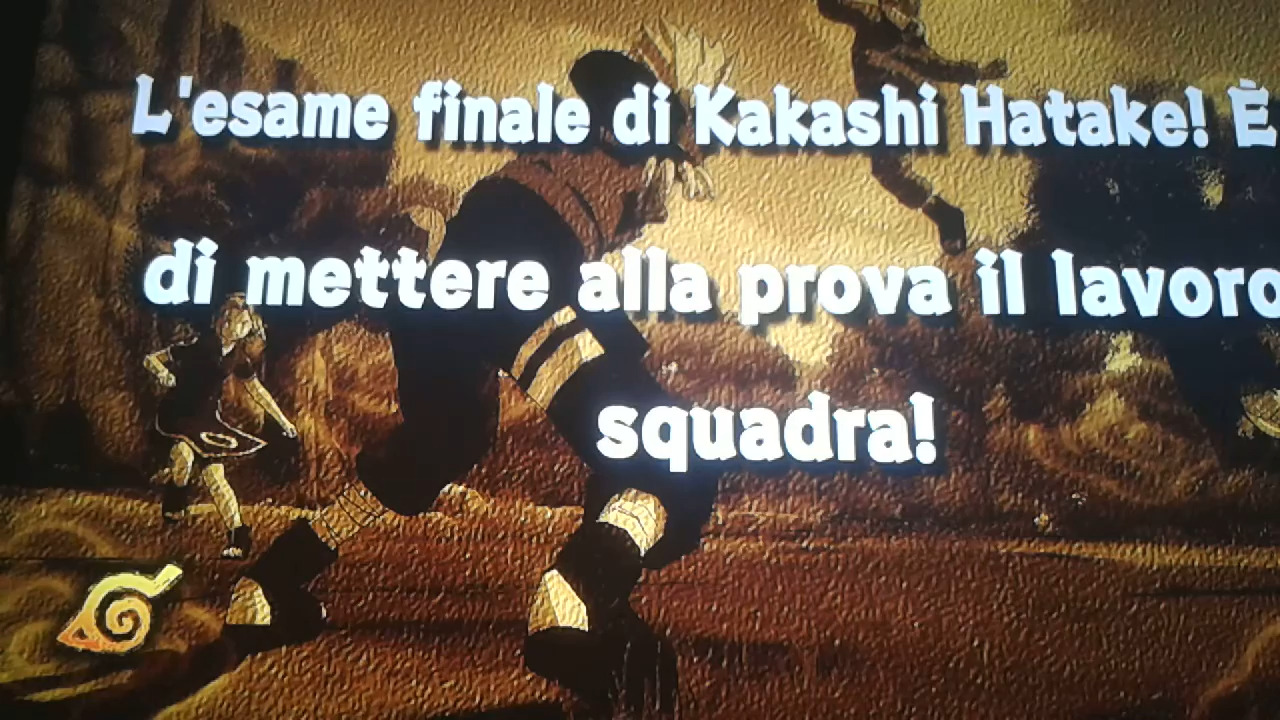 L'esame finale di Kakashi Hatake! È
di mettere alla prova il lavoro
squadra!